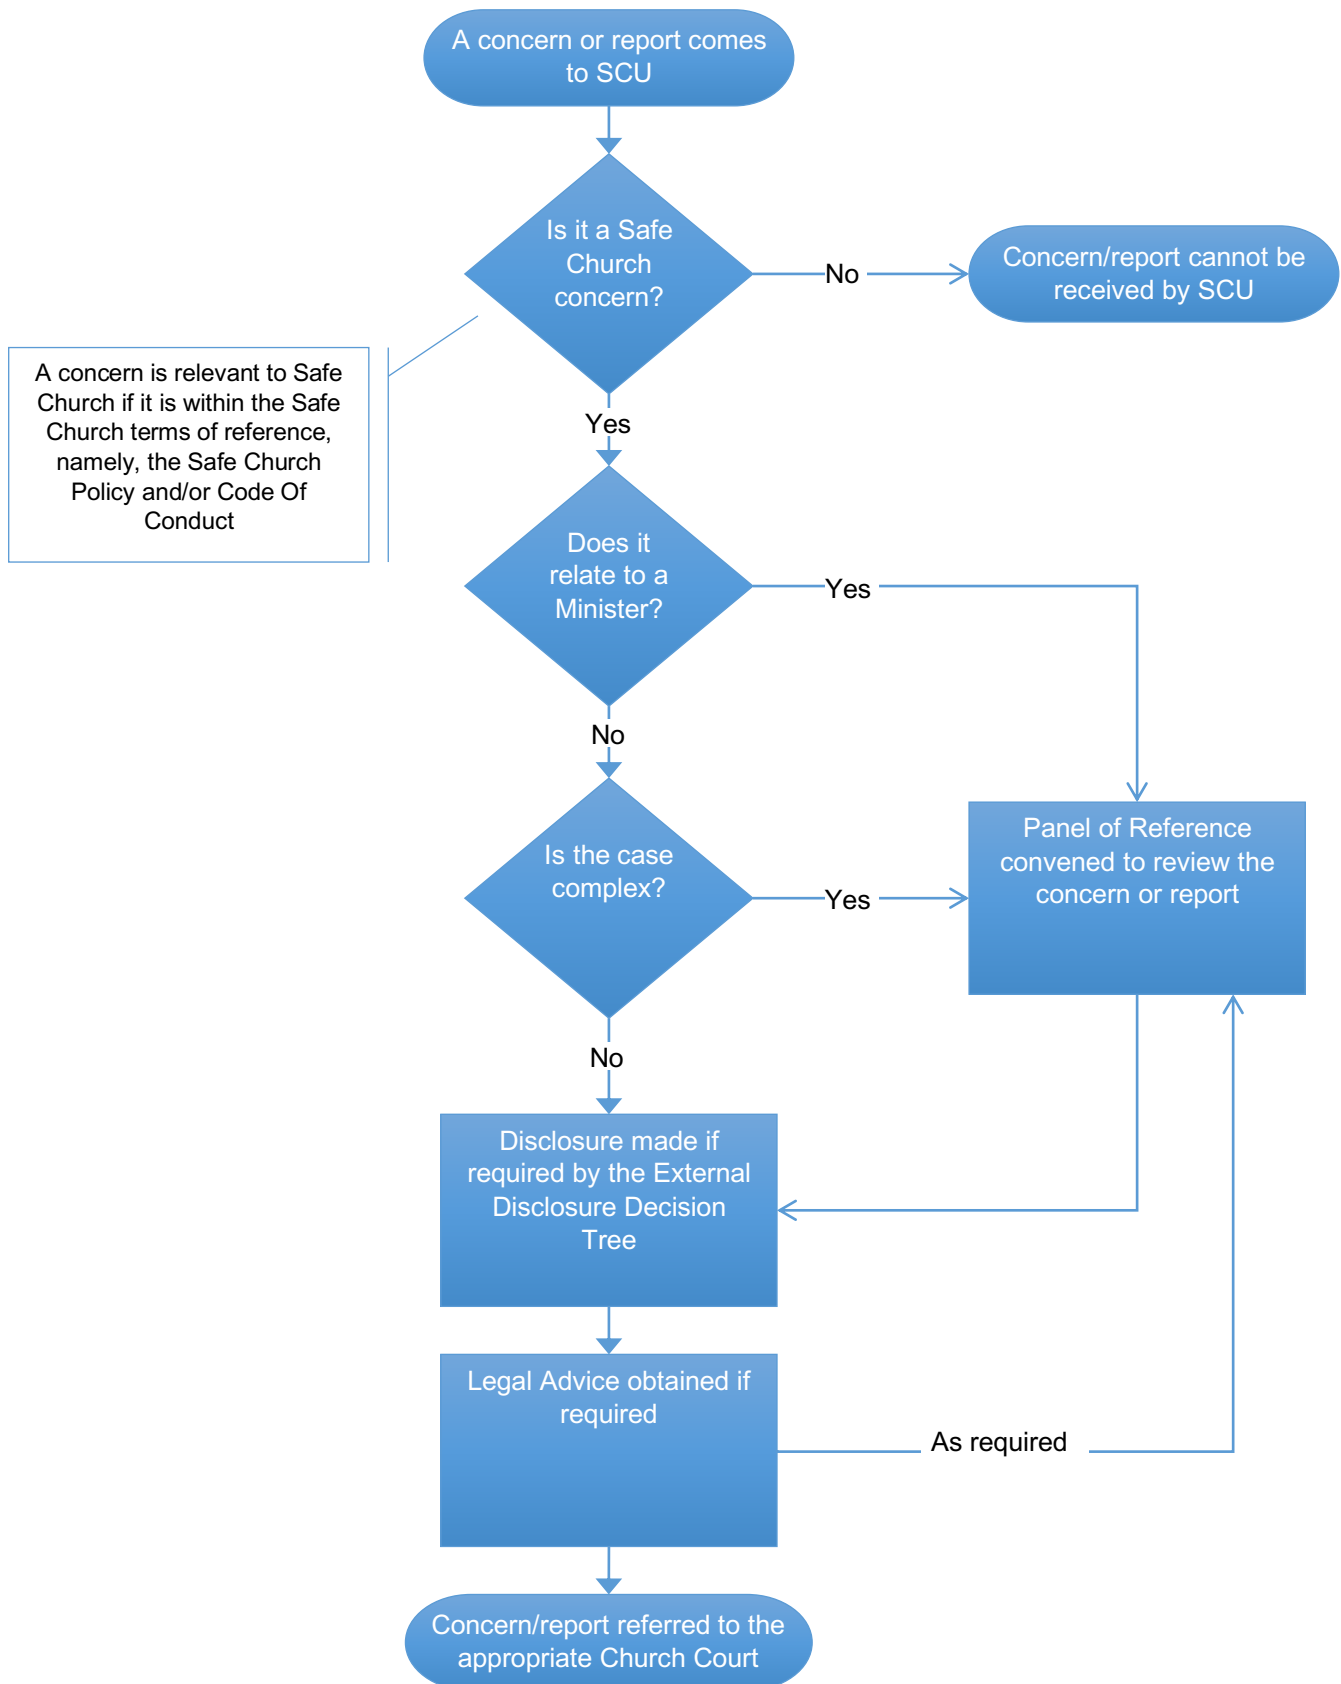 A concern or report comes
to SCU
Is it a Safe
Church
concern?
No
Concern/report cannot be
received by SCU
A concern is relevant to Safe
Church if it is within the Safe
Church terms of reference,
namely, the Safe Church
Policy and/or Code Of
Conduct
Yes
Does it
relate to a
Minister?
Yes
No
Is the case
complex?
Yes
Panel of Reference
convened to review the
concern or report
No
Disclosure made if
required by the External
Disclosure Decision
Tree
Legal Advice obtained if
required
As required
Concern/report referred to the
appropriate Church Court